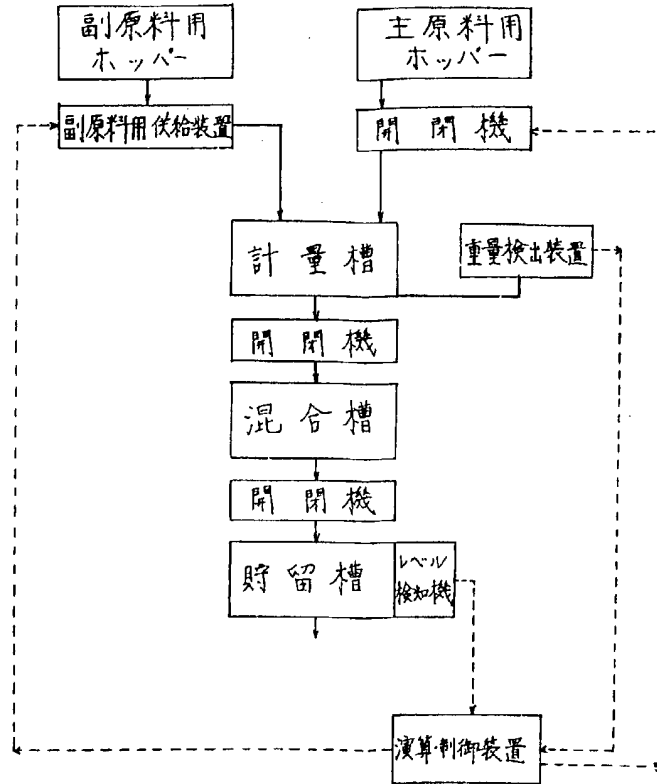 副原料用
ホッパー
主原料用
ホッパー
副原料用供給装置
開閉機
計量槽
重量検出装置
開閉機
混合槽
開閉機
貯留槽
レベル
検知機
演算・制御装置